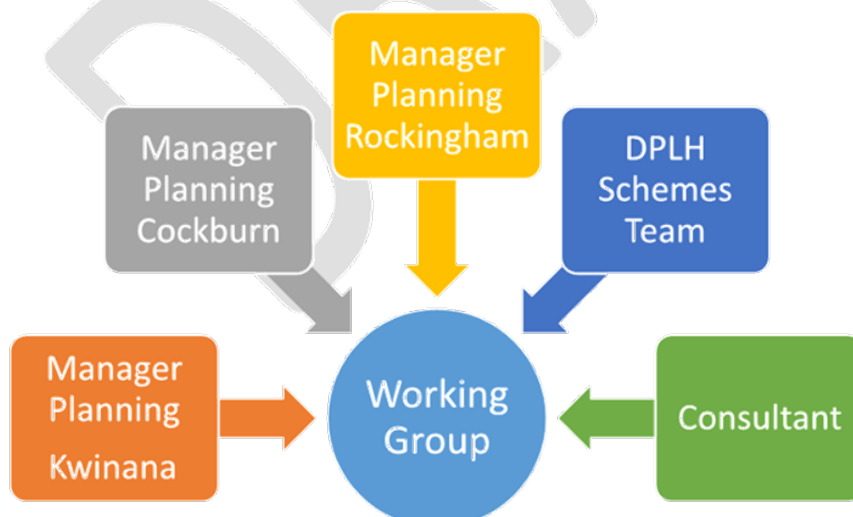 Manager
Planning
Rockingham
Manager
Planning
Cockburn
DPLH
Schemes
Team
Manager
Planning
Kwinana
Working
Group
Consultant